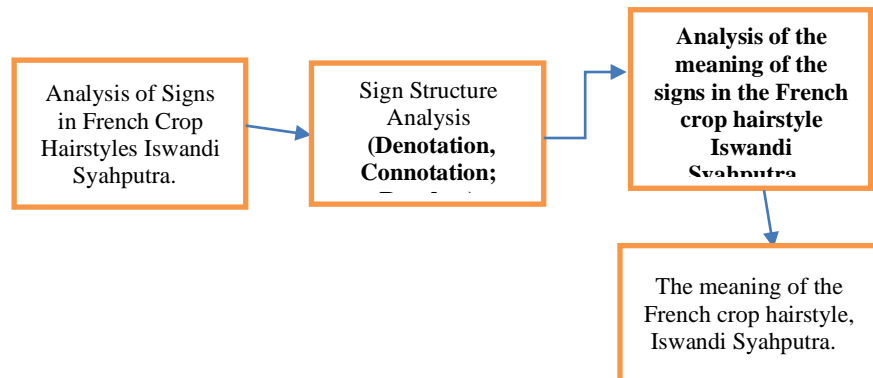 Analysis of Signs
in French Crop
Hairstyles Iswandi
Syahputra.
Sign Structure
Analysis
(Denotation,
Connotation;
Analysis of the
meaning of the
signs in the French
crop hairstyle
Iswandi
Syahputra
The meaning of the
French crop hairstyle,
Iswandi Syahputra.